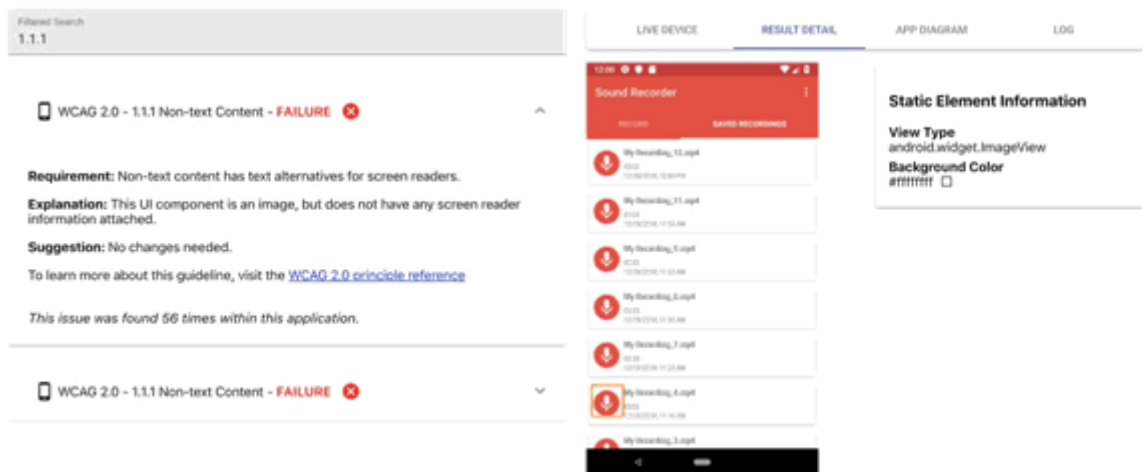 Filtered Search
1.1.1
WCAG 2.0 - 1.1.1 Non-text Content - FAILURE
Requirement: Non-text content has text alternatives for screen readers.
Explanation: This UI component is an image, but does not have any screen reader
information attached.
Suggestion: No changes needed.
To learn more about this guideline, visit the WCAG 2.0 principle reference
This issue was found 56 times within this application.
WCAG 2.0 - 1.1.1 Non-text Content - FAILURE
LIVE DEVICE
RESULT DETAIL
APP DIAGRAM
LOG
12:00
Sound Recorder
RECORD
SAVED RECORDINGS
My Recording_12.mp4
My Recording_11.mp4
My Recording_9.mp4
My Recording_8.mp4
My Recording_7.mp4
My Recording_4.mp4
My Recording_3.mp4
Static Element Information
View Type
android.widget.ImageView
Background Color
#ffffffff